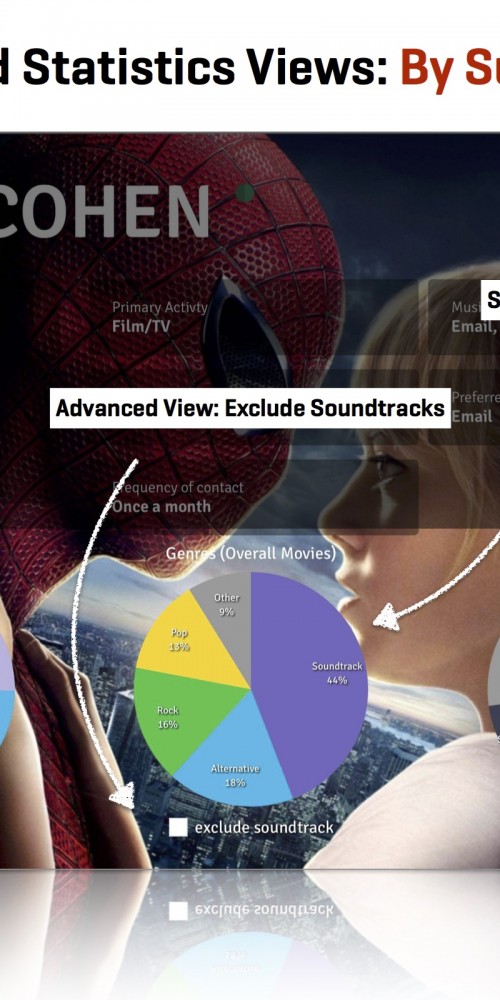 d Statistics Views: By Su
COHEN
Primary Activty
Film/TV
Musi
Email,
S
Advanced View: Exclude Soundtracks
Preferre
Email
Frequency of contact
Once a month
Genres (Overall Movies)
Other
9%
Pop
13%
Soundtrack
44%
Rock
16%
Alternative
18%
exclude soundtrack
exclude soundtrack